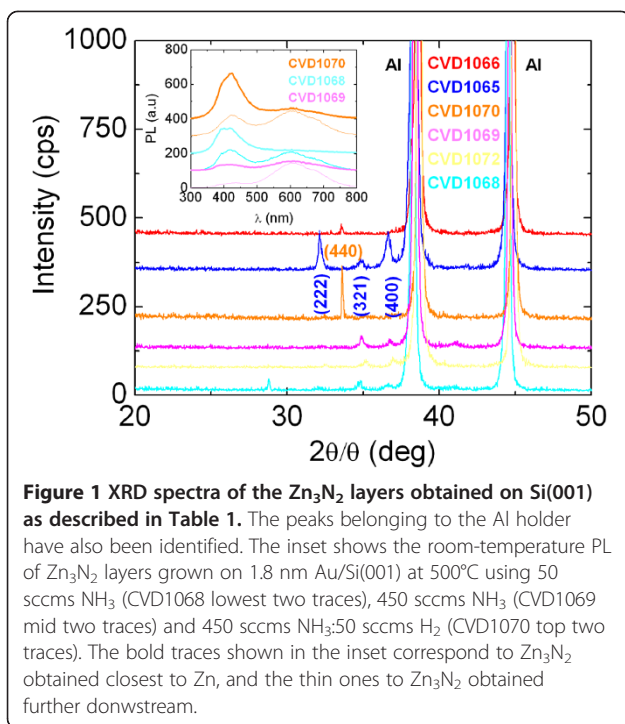 1000
750
500
250
0
Intensity (cps)
20
30
40
50
2θ/θ (deg)
Al
Al
CVD1066
CVD1065
CVD1070
CVD1069
CVD1072
CVD1068
(440)
(222)
(321)
(400)
800
600
400
200
0
PL (a.u)
300 400 500 600 700 800
λ (nm)
CVD1070
CVD1068
CVD1069
Figure 1 XRD spectra of the Zn₃N₂ layers obtained on Si(001)
as described in Table 1. The peaks belonging to the Al holder
have also been identified. The inset shows the room-temperature PL
of Zn₃N₂ layers grown on 1.8 nm Au/Si(001) at 500°C using 50
sccms NH₃ (CVD1068 lowest two traces), 450 sccms NH₃ (CVD1069
mid two traces) and 450 sccms NH₃:50 sccms H₂ (CVD1070 top two
traces). The bold traces shown in the inset correspond to Zn₃N₂
obtained closest to Zn, and the thin ones to Zn₃N₂ obtained
further donwstream.